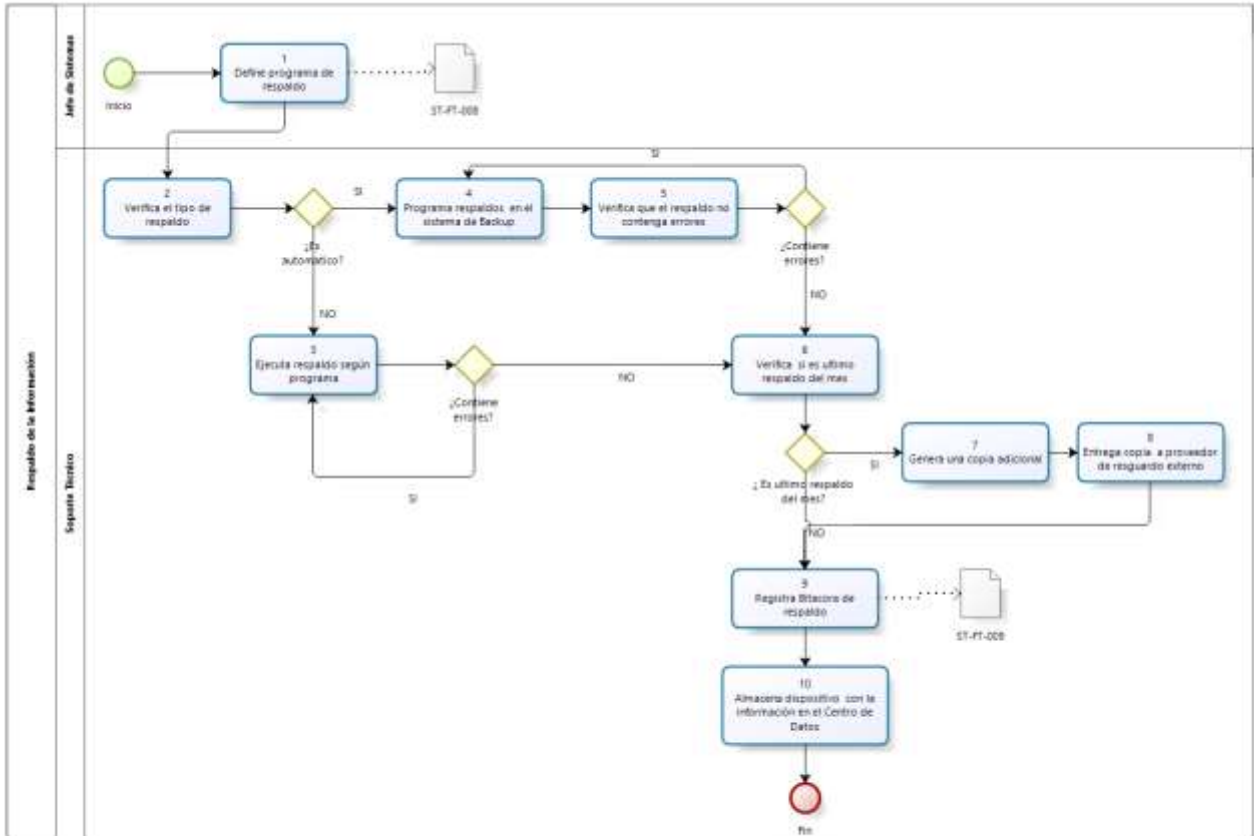 Respaldo de la Información
Jefe de Sistemas
Inicio
1
Define programa de
respaldo
ST-FT-008
Soporte Técnico
2
Verifica el tipo de
respaldo
¿Es
automatico?
SI
4
Programa respaldos en el
sistema de Backup
5
Verifica que el respaldo no
contenga errores
SI
¿Contiene
errores?
NO
NO
3
Ejecuta respaldo según
programa
¿Contiene
errores?
SI
NO
6
Verifica si es ultimo
respaldo del mes
¿ Es ultimo respaldo
del mes?
SI
7
Genera una copia adicional
8
Entrega copia a proveedor
de resguardo externo
NO
9
Registra Bitacora de
respaldo
ST-FT-009
10
Almacena dispositivo con la
información en el Centro de
Datos
Fin